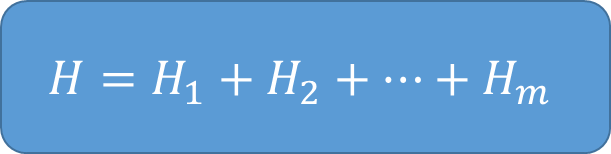 H = H₁ + H₂ + ⋯ + Hₘ